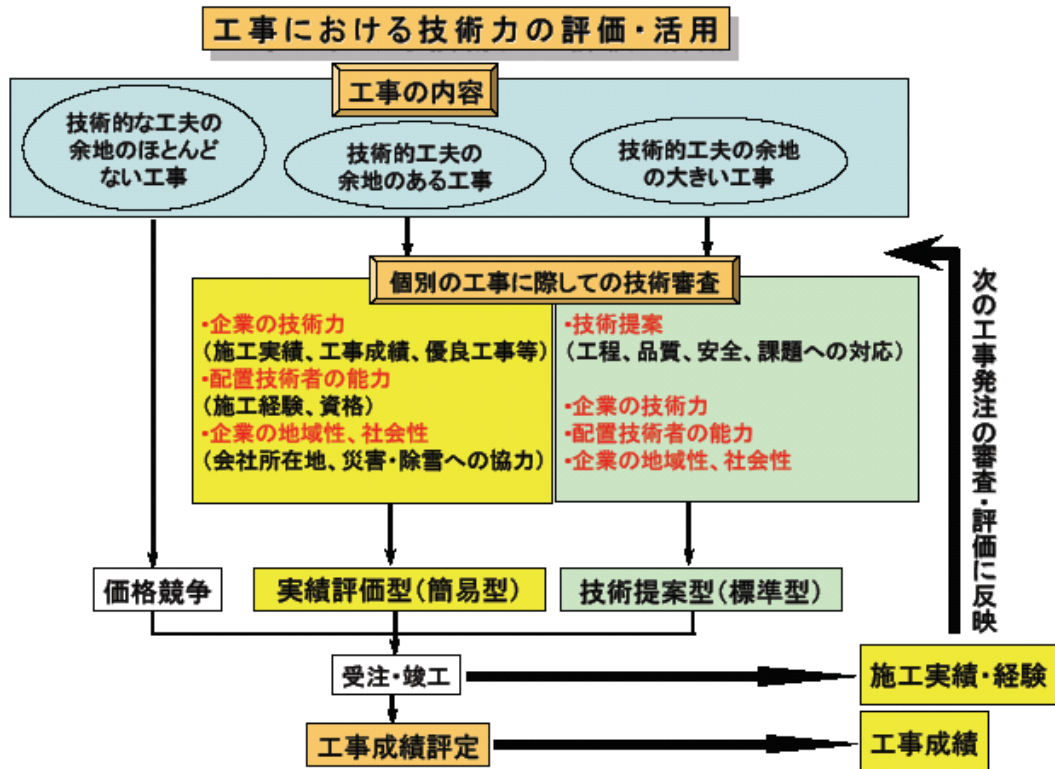 工事における技術力の評価・活用
工事の内容
技術的な工夫の
余地のほとんど
ない工事
技術的工夫の
余地のある工事
技術的工夫の余地
の大きい工事
個別の工事に際しての技術審査
・企業の技術力
(施工実績、工事成績、優良工事等)
・配置技術者の能力
(施工経験、資格)
・企業の地域性、社会性
(会社所在地、災害・除雪への協力)
・技術提案
(工程、品質、安全、課題への対応)
・企業の技術力
・配置技術者の能力
・企業の地域性、社会性
次の工事発注の審査・評価に反映
価格競争
実績評価型(簡易型)
技術提案型(標準型)
受注・竣工
施工実績・経験
工事成績評定
工事成績